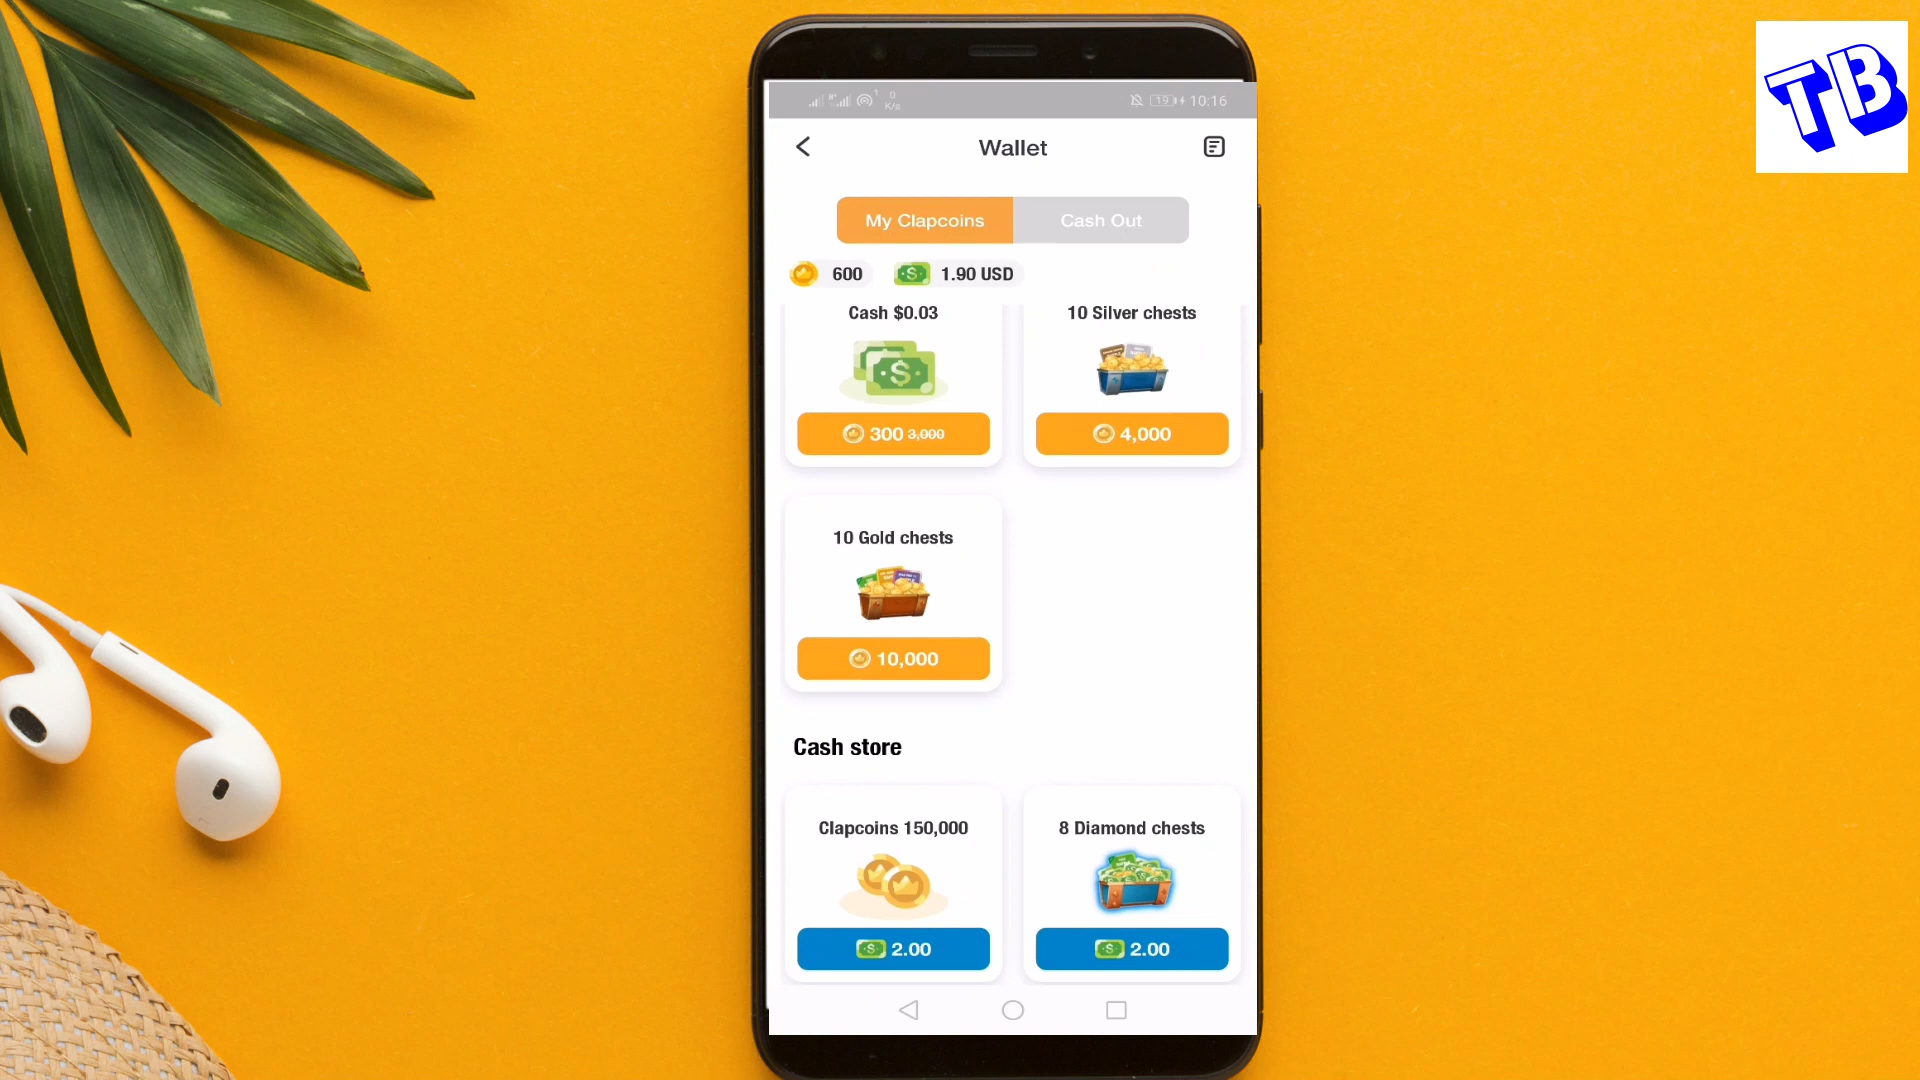 TB
19 10:16
0
K/s
Wallet
My Clapcoins Cash Out
600 1.90 USD
Cash $0.03 10 Silver chests
300 3,000 4,000
10 Gold chests
10,000
Cash store
Clapcoins 150,000 8 Diamond chests
2.00 2.00